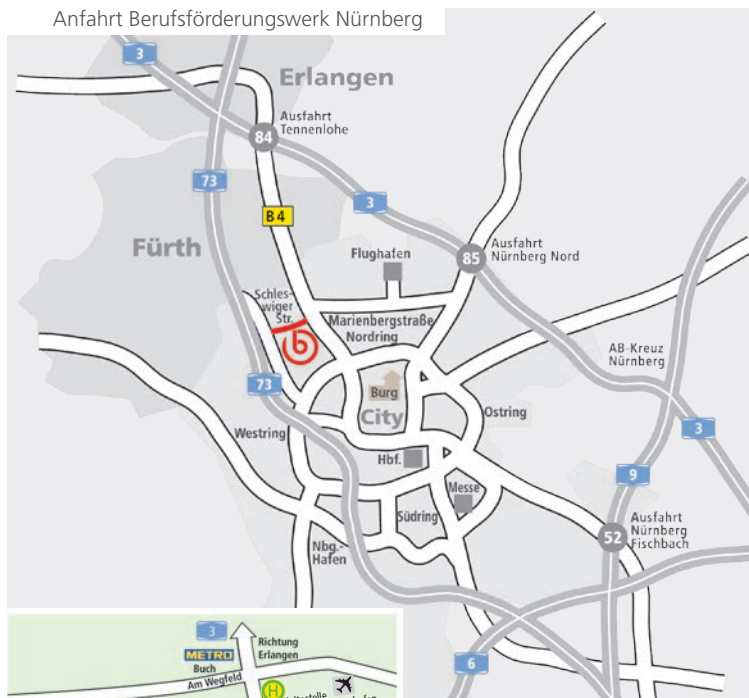 Anfahrt Berufsförderungswerk Nürnberg
3
Erlangen
Ausfahrt
Tennenlohe
84
73
3
B4
Fürth
Flughafen
Ausfahrt
Nürnberg Nord
85
Schles-
wiger
Str.
Marienbergstraße
Nordring
AB-Kreuz
Nürnberg
73
Burg
City
Ostring
Westring
3
Hbf.
9
Messe
Südring
Ausfahrt
Nürnberg
Fischbach
52
Nbg.-
Hafen
6
3
Richtung
Erlangen
METRO
Buch
Am Wegfeld
H